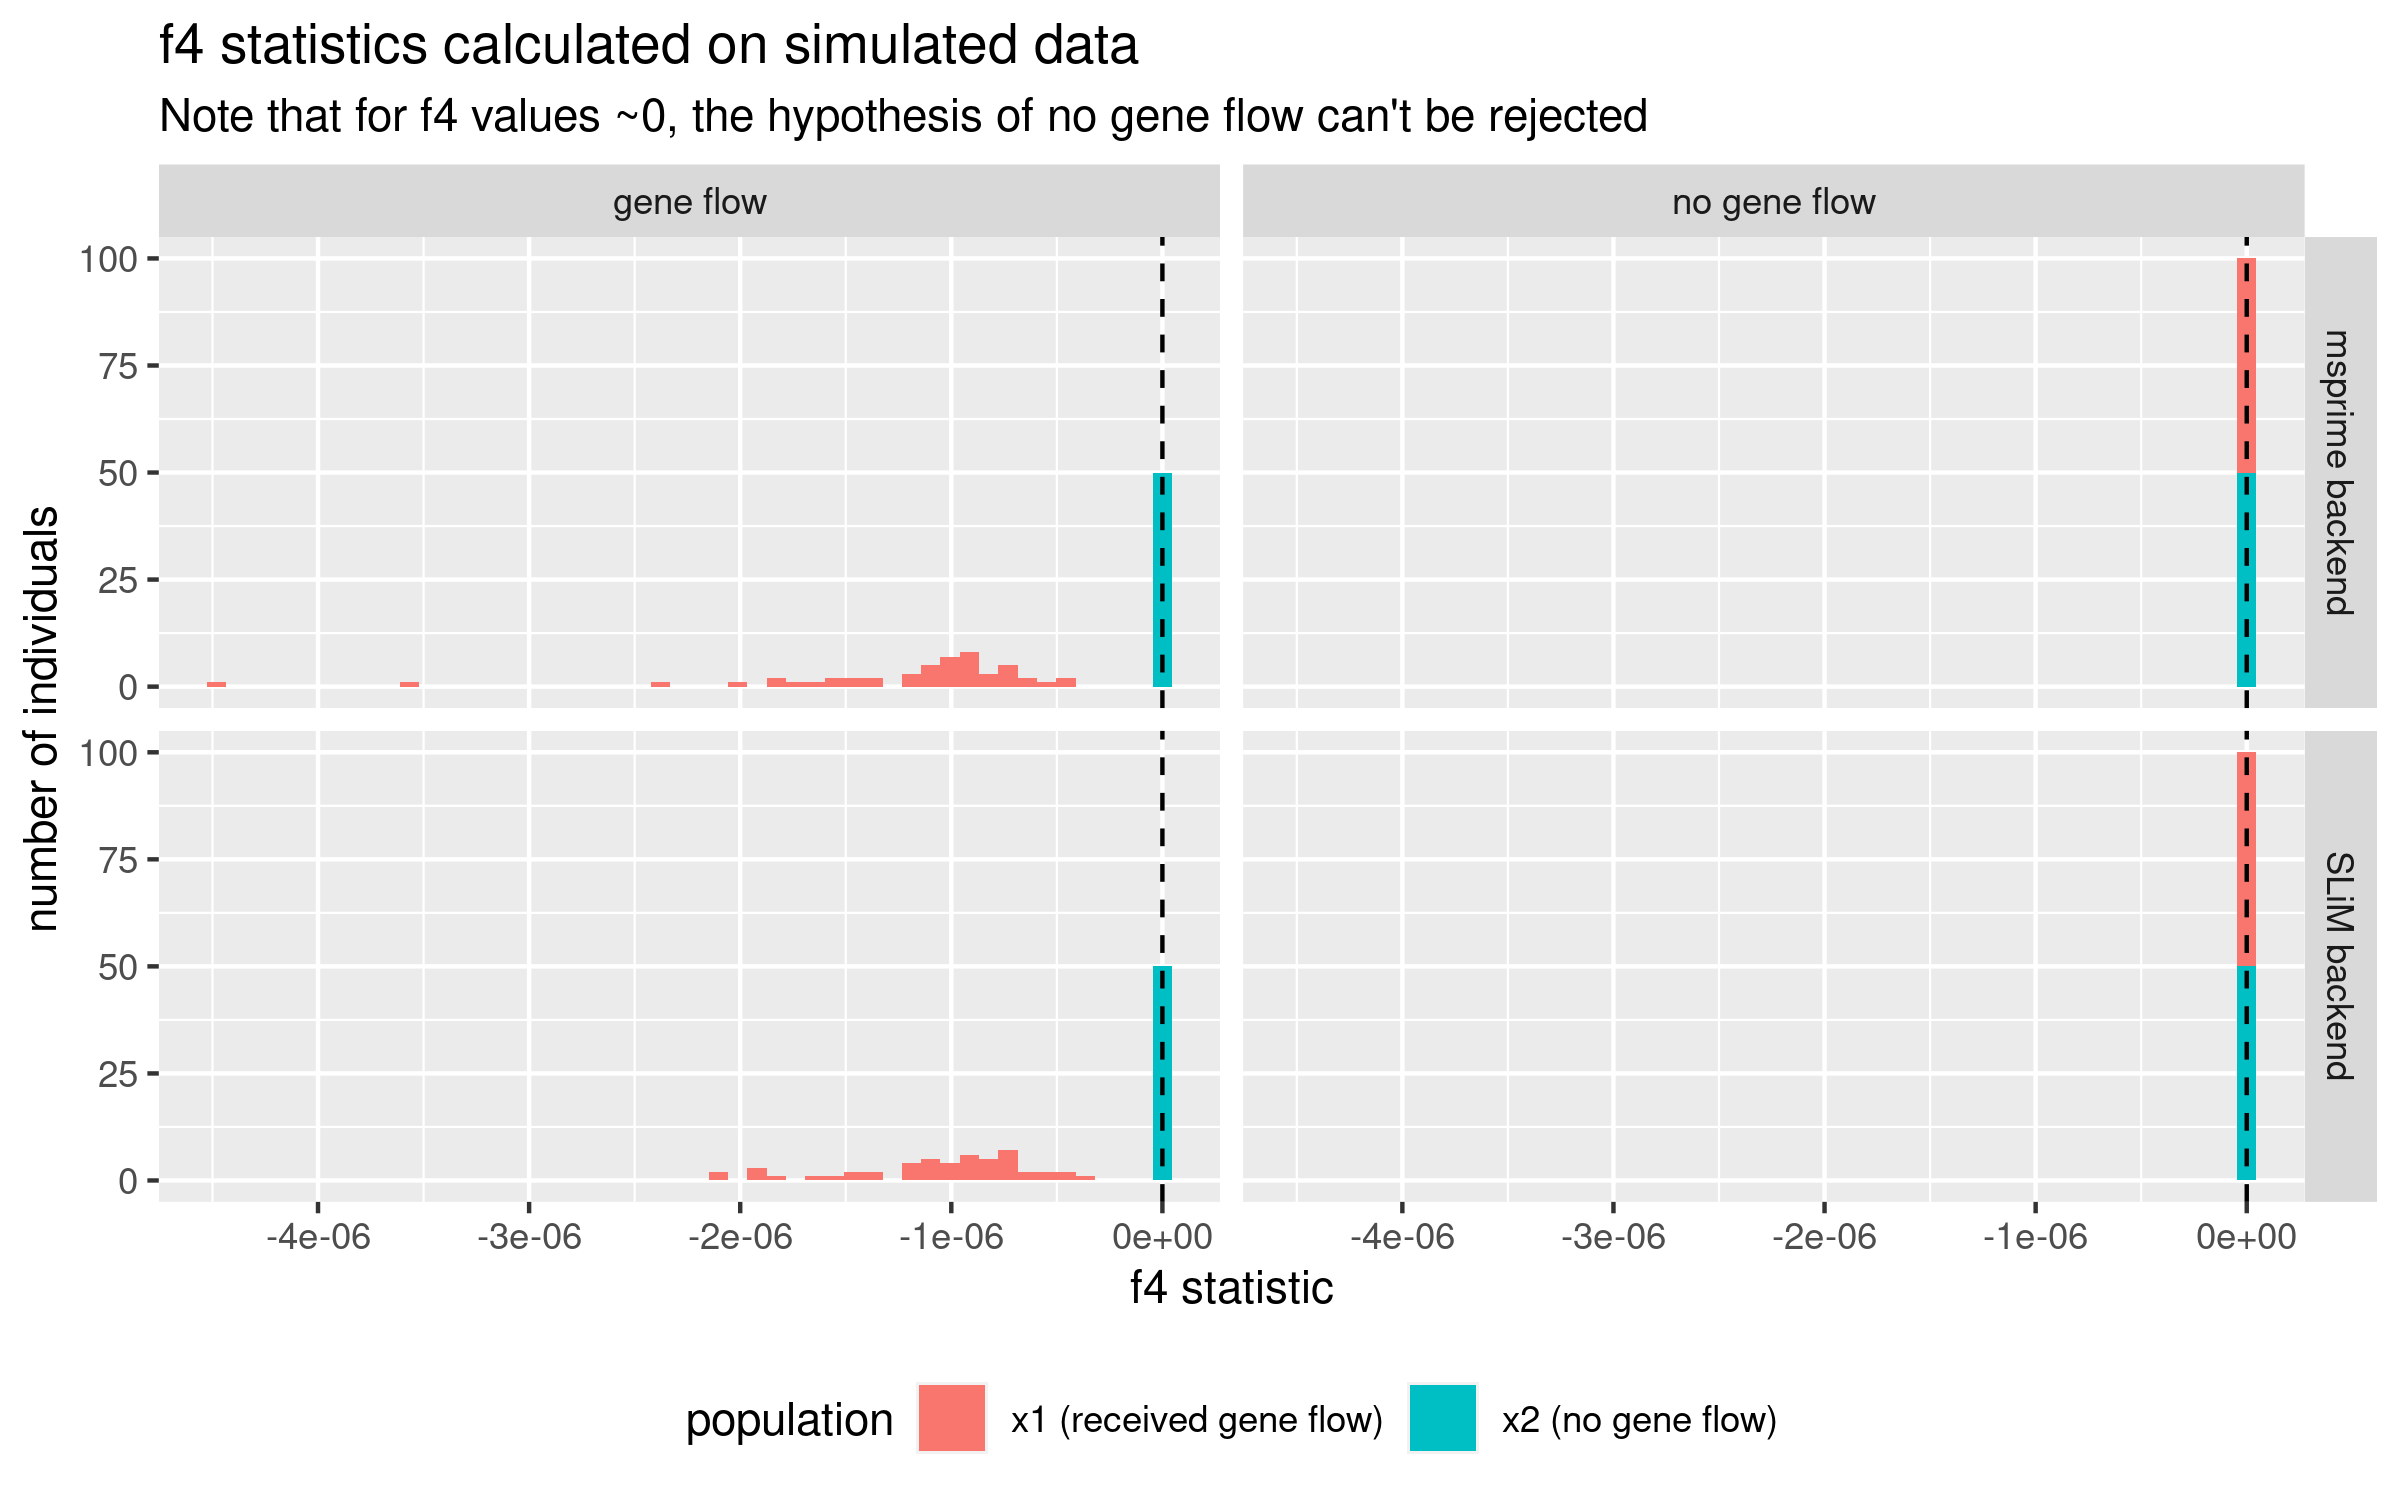 f4 statistics calculated on simulated data
Note that for f4 values ~0, the hypothesis of no gene flow can't be rejected
gene flow
no gene flow
number of individuals
100
75
50
25
0
msprime backend
100
75
50
25
0
SLiM backend
-4e-06 -3e-06 -2e-06 -1e-06 0e+00
-4e-06 -3e-06 -2e-06 -1e-06 0e+00
f4 statistic
population x1 (received gene flow) x2 (no gene flow)